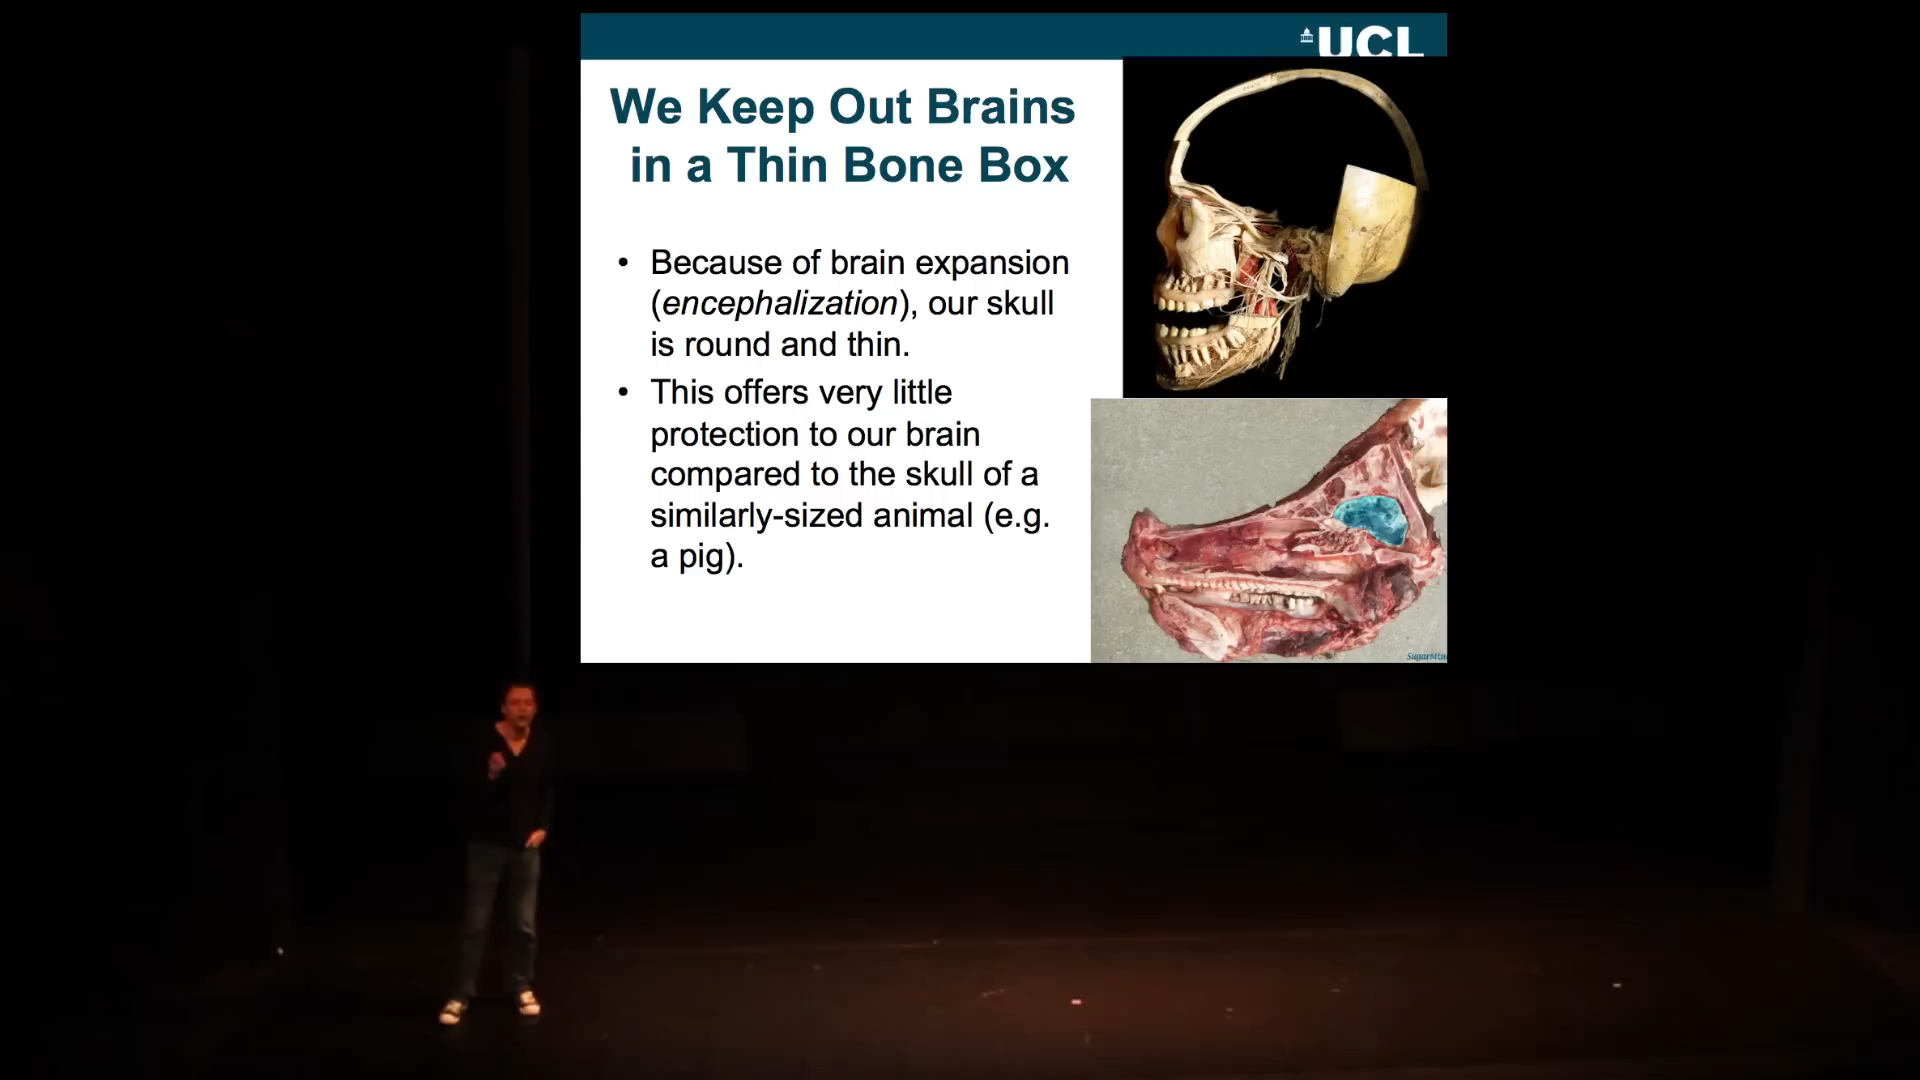 UCL
We Keep Out Brains
in a Thin Bone Box
• Because of brain expansion
(encephalization), our skull
is round and thin.
• This offers very little
protection to our brain
compared to the skull of a
similarly-sized animal (e.g.
a pig).